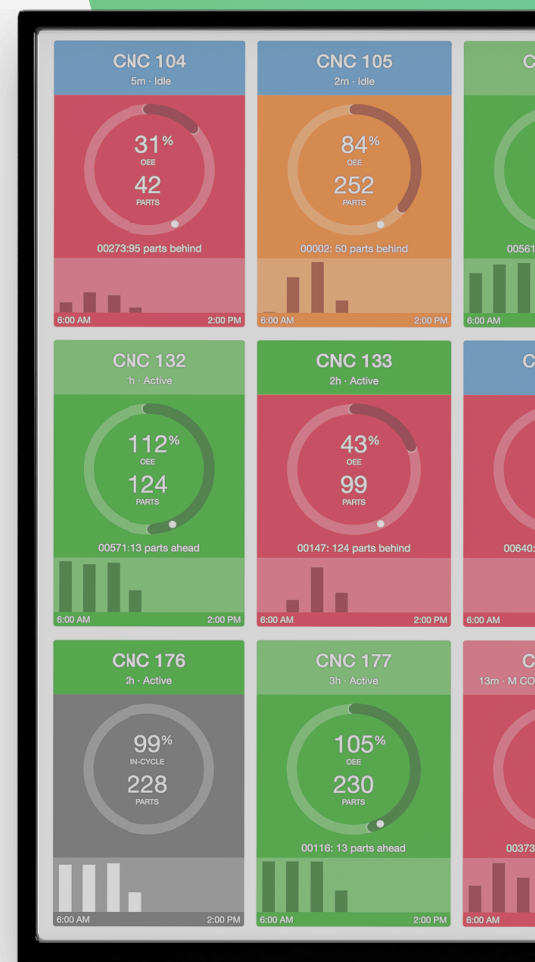 CNC 104
5m · Idle
31%
OEE
42
PARTS
00273:95 parts behind
6:00 AM 2:00 PM
CNC 105
2m · Idle
84%
OEE
252
PARTS
00002: 50 parts behind
6:00 AM 2:00 PM
C
00561
6:00 AM
CNC 132
h · Active
112%
OEE
124
PARTS
00571:13 parts ahead
6:00 AM 2:00 PM
CNC 133
2h · Active
43%
OEE
99
PARTS
00147: 124 parts behind
6:00 AM 2:00 PM
C
00640:
6:00 AM
CNC 176
2h · Active
99%
IN-CYCLE
228
PARTS
6:00 AM 2:00 PM
CNC 177
3h · Active
105%
OEE
230
PARTS
00116: 13 parts ahead
6:00 AM 2:00 PM
C
13m · M CO
00373
6:00 AM